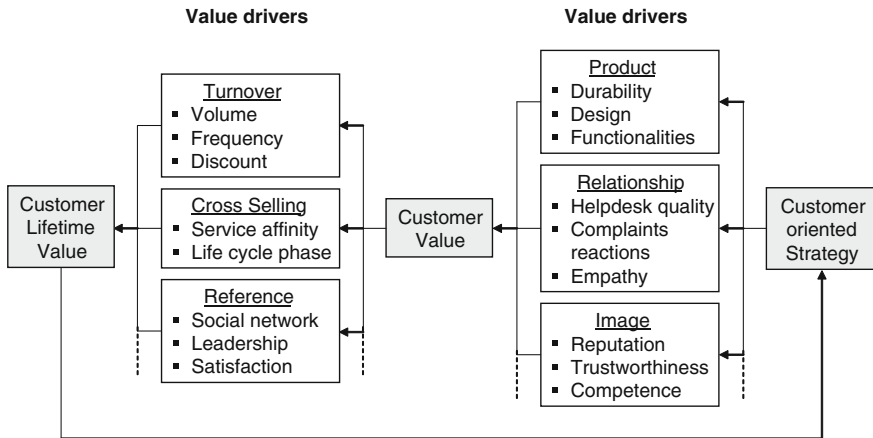 Value drivers
Value drivers
Turnover
▪ Volume
▪ Frequency
▪ Discount
Product
▪ Durability
▪ Design
▪ Functionalities
Customer
Lifetime
Value
Cross Selling
▪ Service affinity
▪ Life cycle phase
Customer
Value
Relationship
▪ Helpdesk quality
▪ Complaints
reactions
▪ Empathy
Customer
oriented
Strategy
Reference
▪ Social network
▪ Leadership
▪ Satisfaction
Image
▪ Reputation
▪ Trustworthiness
▪ Competence